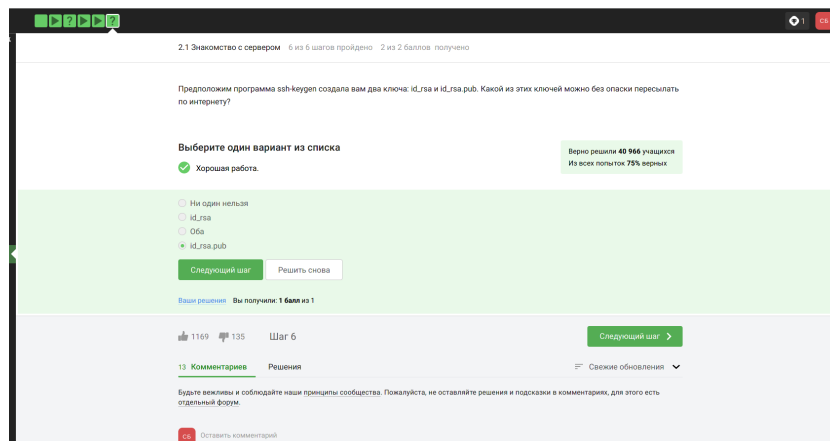 1
СБ
2.1 Знакомство с сервером 6 из 6 шагов пройдено 2 из 2 баллов получено
Предположим программа ssh-keygen создала вам два ключа: id_rsa и id_rsa.pub. Какой из этих ключей можно без опаски пересылать
по интернету?
Выберите один вариант из списка
Хорошая работа.
Верно решили 40 966 учащихся
Из всех попыток 75% верных
Ни один нельзя
id_rsa
Оба
id_rsa.pub
Следующий шаг Решить снова
Ваши решения Вы получили: 1 балл из 1
1169 135 Шаг 6 Следующий шаг
13 Комментариев Решения Свежие обновления
Будьте вежливы и соблюдайте наши принципы сообщества. Пожалуйста, не оставляйте решения и подсказки в комментариях, для этого есть
отдельный форум.
СБ Оставить комментарий